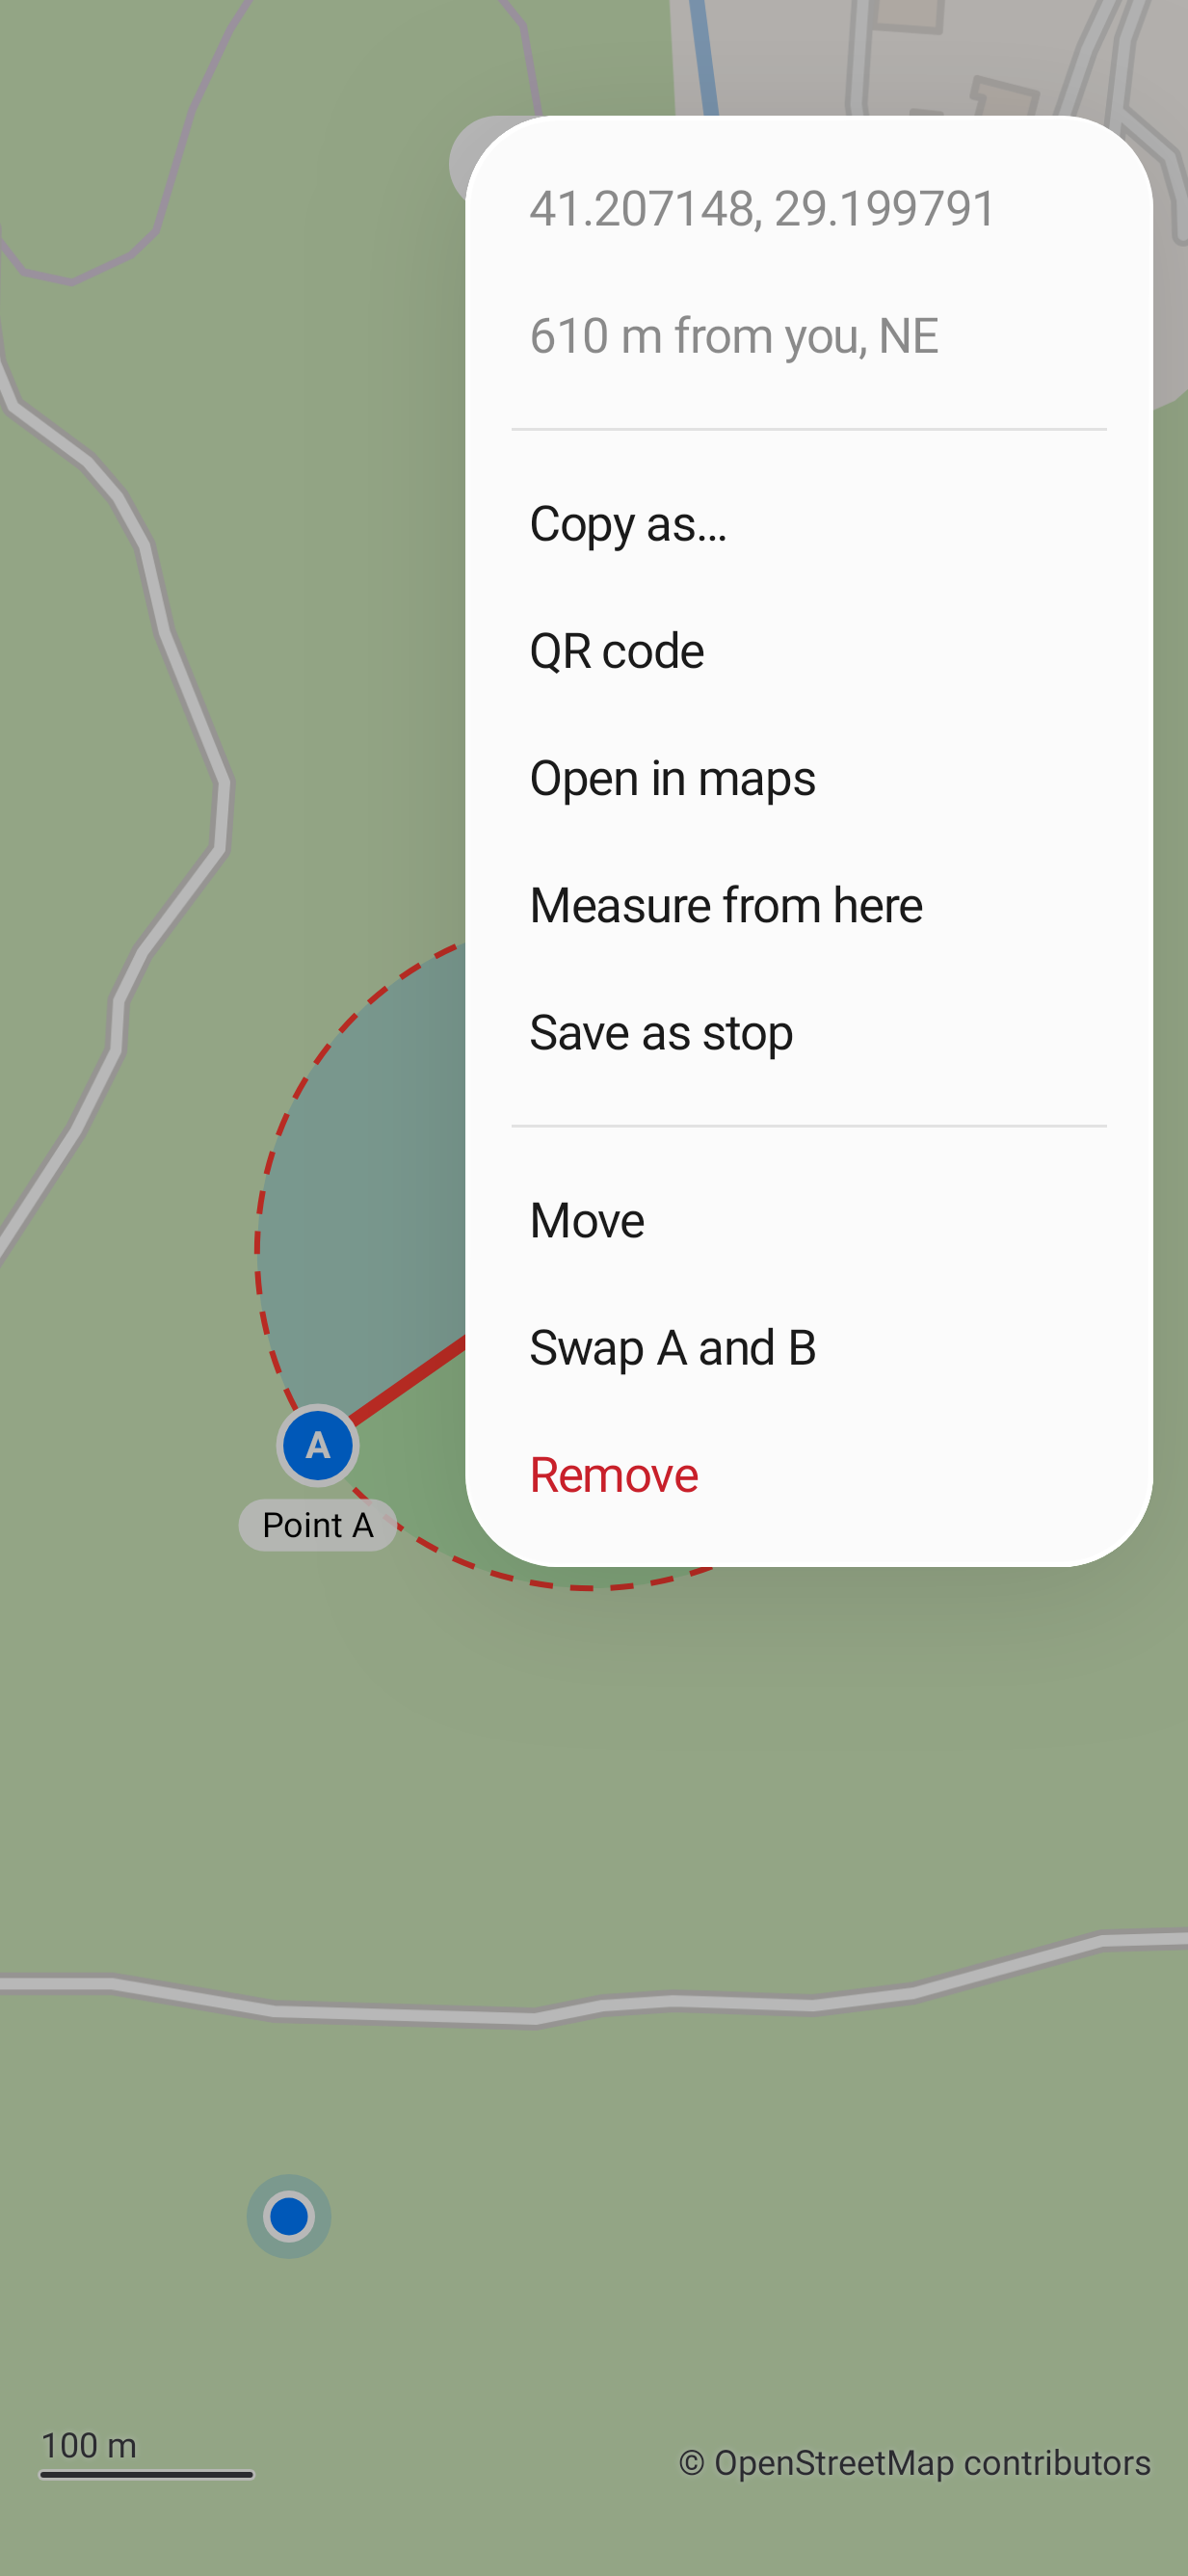 41.207148, 29.199791
610 m from you, NE
Copy as...
QR code
Open in maps
Measure from here
Save as stop
Move
Swap A and B
Remove
A
Point A
100 m
© OpenStreetMap contributors